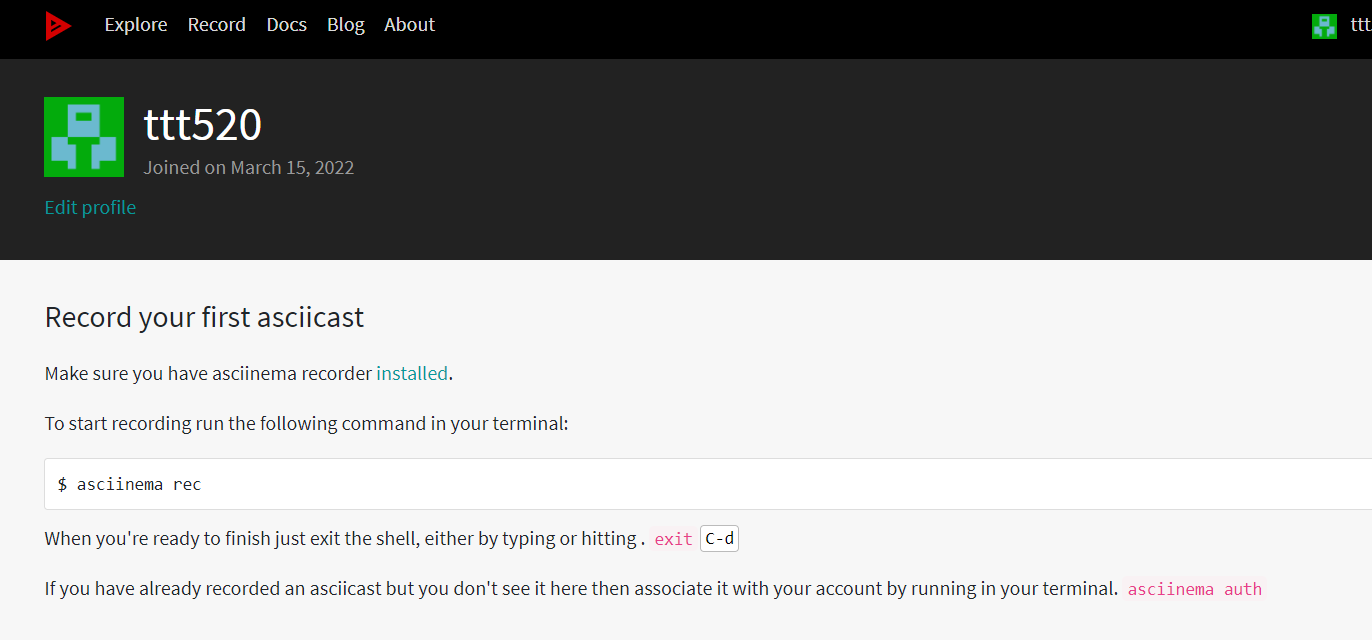 Explore Record Docs Blog About ttt
ttt520
Joined on March 15, 2022
Edit profile
Record your first asciicast
Make sure you have asciinema recorder installed.
To start recording run the following command in your terminal:
$ asciinema rec
When you're ready to finish just exit the shell, either by typing or hitting . exit C-d
If you have already recorded an asciicast but you don't see it here then associate it with your account by running in your terminal. asciinema auth